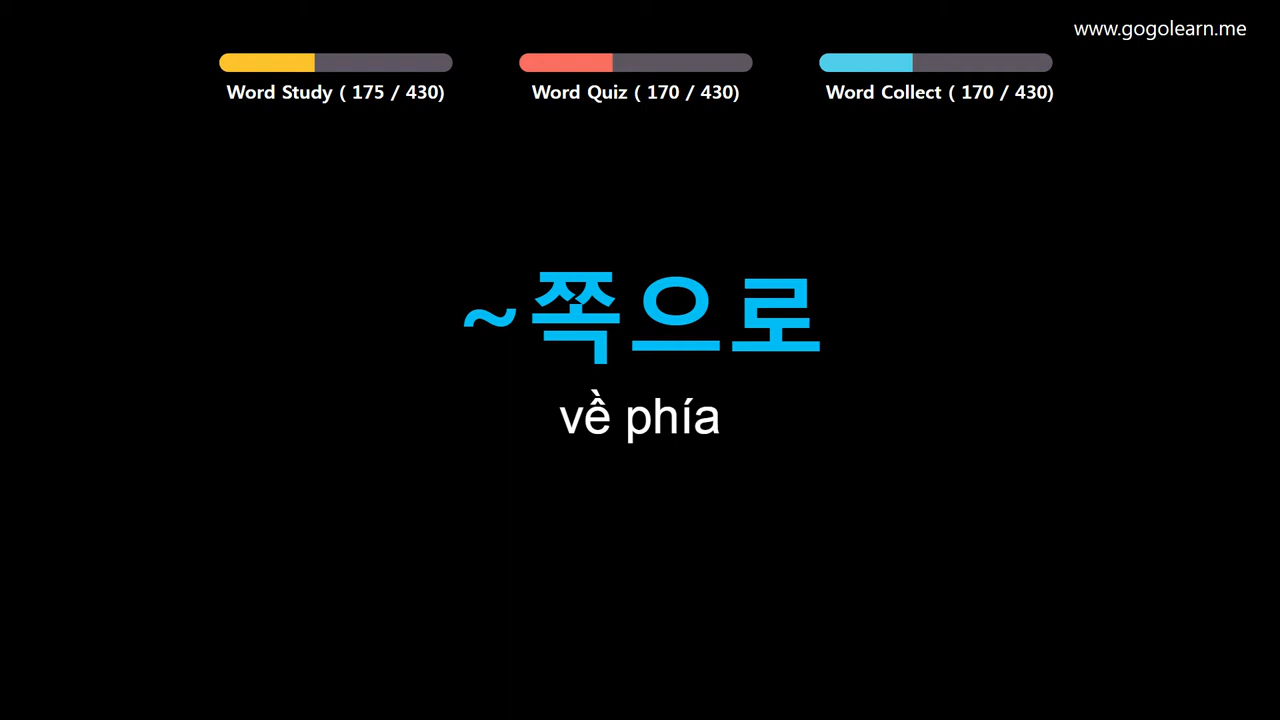 www.gogolearn.me
Word Study ( 175 / 430)
Word Quiz ( 170 / 430)
Word Collect ( 170 / 430)
~쪽으로
về phía